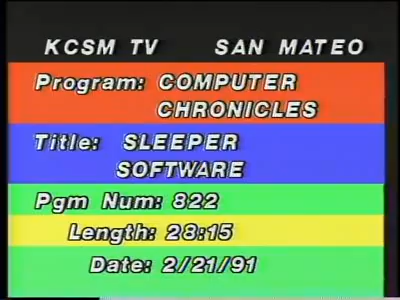 KCSM TV SAN MATEO
Program: COMPUTER
CHRONICLES
Title: SLEEPER
SOFTWARE
Pgm Num: 822
Length: 28:15
Date: 2/21/91